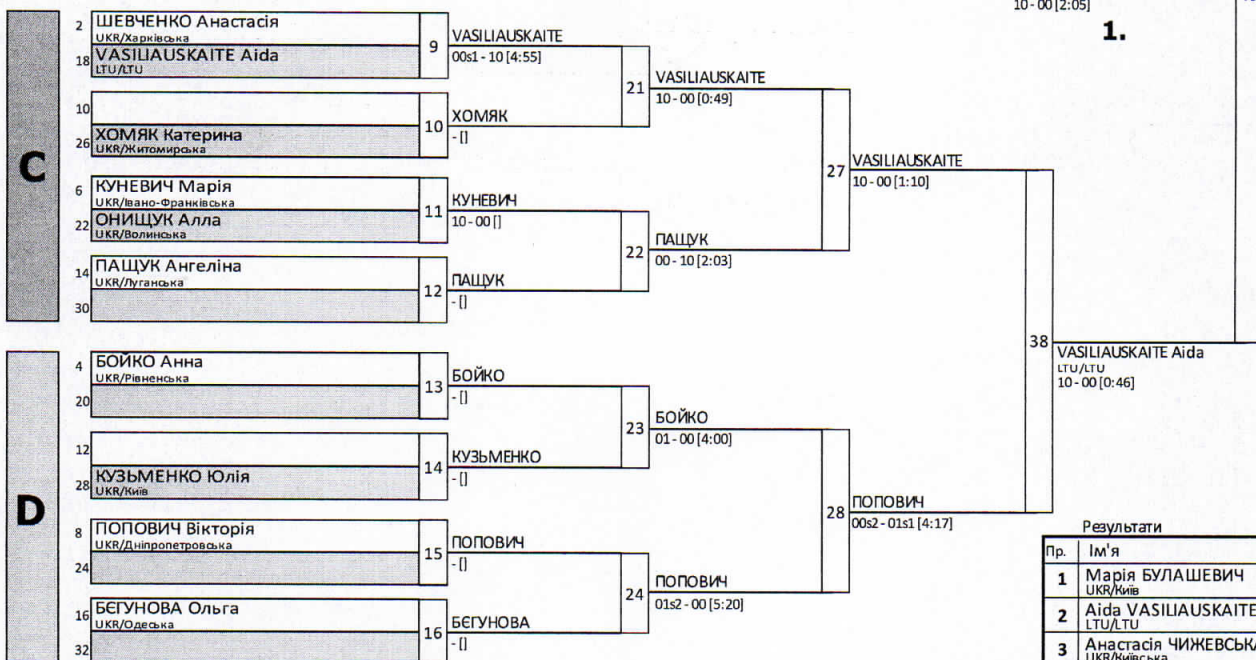 10 - 00 [2:05]
1.
C
2
ШЕВЧЕНКО Анастасія
UKR/Харківська
18
VASILIAUSKAITE Aida
LTU/LTU
9
VASILIAUSKAITE
00s1 - 10 [4:55]
10
26
ХОМЯК Катерина
UKR/Житомирська
10
ХОМЯК
- []
21
VASILIAUSKAITE
10 - 00 [0:49]
6
КУНЕВИЧ Марія
UKR/Івано-Франківська
22
ОНИЩУК Алла
UKR/Волинська
11
КУНЕВИЧ
10 - 00 []
14
ПАЩУК Ангеліна
UKR/Луганська
30
12
ПАЩУК
- []
22
ПАЩУК
00 - 10 [2:03]
27
VASILIAUSKAITE
10 - 00 [1:10]
D
4
БОЙКО Анна
UKR/Рівненська
20
13
БОЙКО
- []
12
28
КУЗЬМЕНКО Юлія
UKR/Київ
14
КУЗЬМЕНКО
- []
23
БОЙКО
01 - 00 [4:00]
8
ПОПОВИЧ Вікторія
UKR/Дніпропетровська
24
15
ПОПОВИЧ
- []
16
БЄГУНОВА Ольга
UKR/Одеська
32
16
БЄГУНОВА
- []
24
ПОПОВИЧ
01s2 - 00 [5:20]
28
ПОПОВИЧ
00s2 - 01s1 [4:17]
38
VASILIAUSKAITE Aida
LTU/LTU
10 - 00 [0:46]
Результати
Пр. Ім'я
1 Марія БУЛАШЕВИЧ
UKR/Київ
2 Aida VASILIAUSKAITE
LTU/LTU
3 Анастасія ЧИЖЕВСЬКА
UKR/Київська